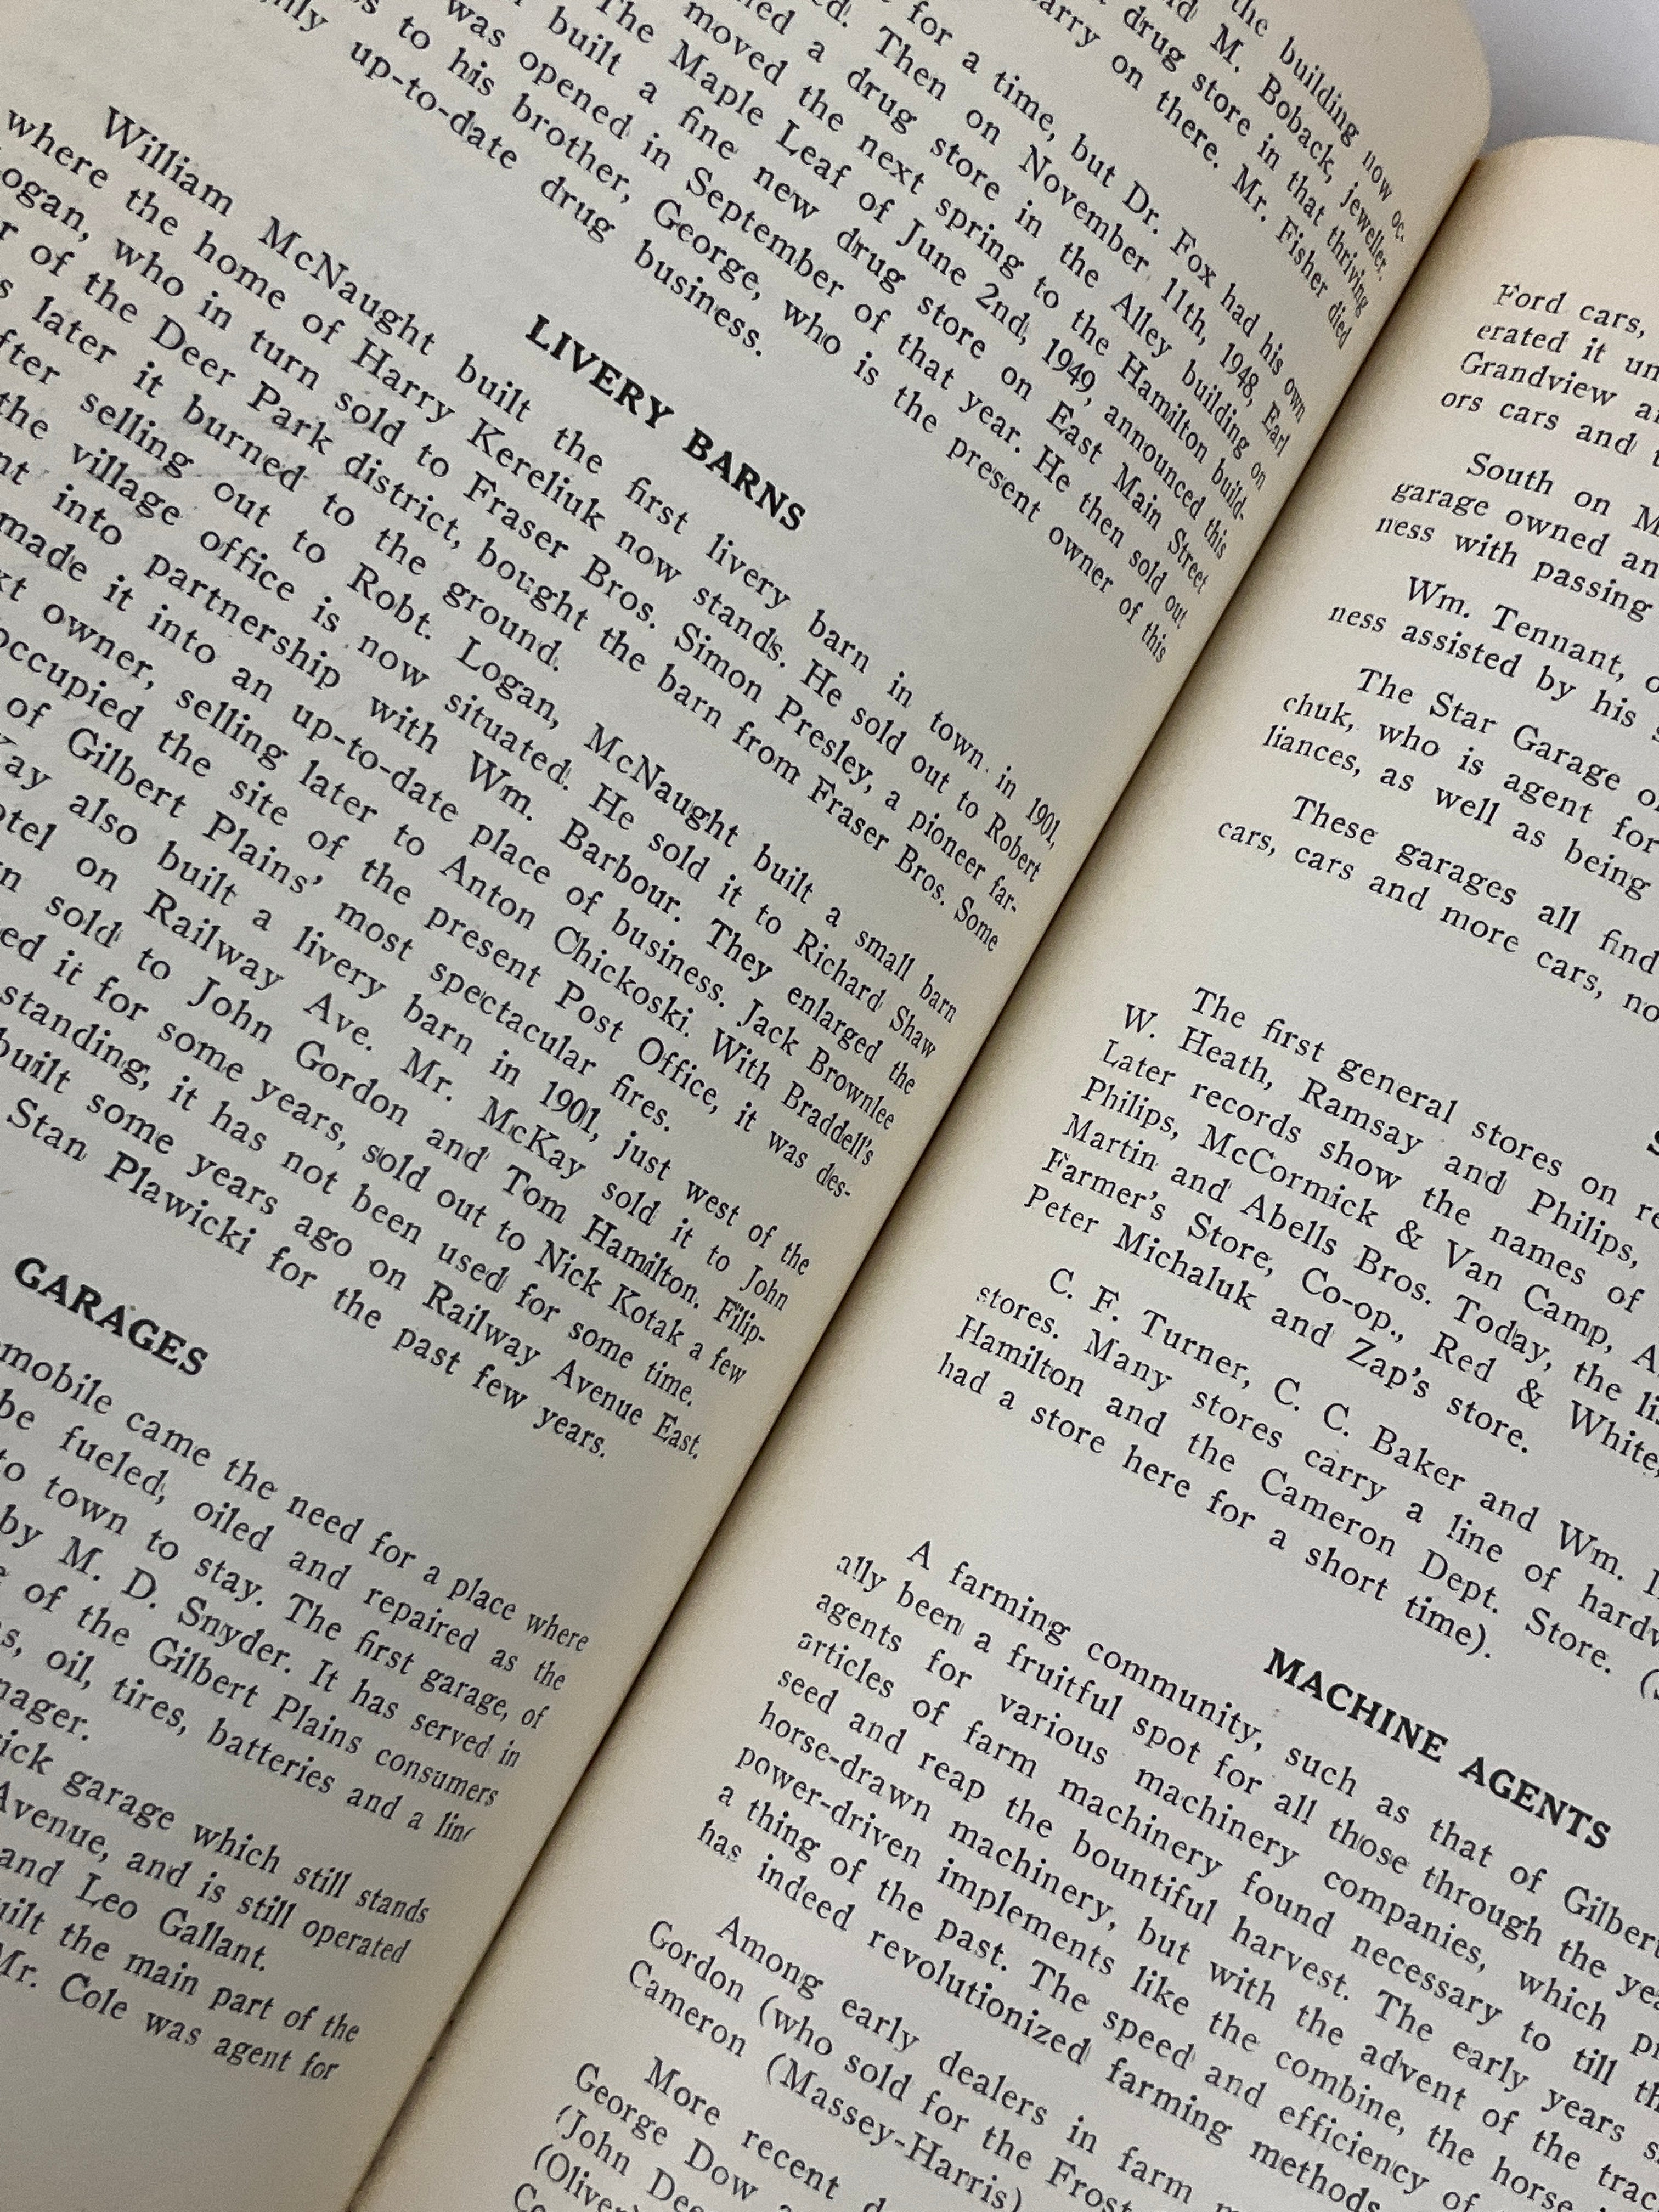 the building now oc-
M. Boback, jeweller,
drug store in that thriving
carry on there. Mr. Fisher died
for a time, but Dr. Fox had his own
Then on November 11th, 1948, Earl
a drug store in the Alley building on
moved the next spring to the Hamilton build-
The Maple Leaf of June 2nd, 1949, announced this
built a fine new drug store on East Main Street
was opened in September of that year. He then sold out
to his brother, George, who is the present owner of this
up-to-date drug business.
LIVERY BARNS
William McNaught built the first livery barn in town in 1901,
where the home of Harry Kereliuk now stands. He sold out to Robert
Logan, who in turn sold to Fraser Bros. Simon Presley, a pioneer far-
of the Deer Park district, bought the barn from Fraser Bros. Some
later it burned to the ground.
selling out to Robt. Logan, McNaught built a small barn
the village office is now situated. He sold it to Richard Shaw
into partnership with Wm. Barbour. They enlarged the
made it into an up-to-date place of business. Jack Brownlee
owner, selling later to Anton Chickoski. With Braddell's
occupied the site of the present Post Office, it was des-
of Gilbert Plains' most spectacular fires.
also built a livery barn in 1901, just west of the
on Railway Ave. Mr. McKay sold it to John
sold to John Gordon and Tom Hamilton. Filip-
it for some years, sold out to Nick Kotak a few
standing, it has not been used for some time.
built some years ago on Railway Avenue East.
Stan Plawicki for the past few years.
GARAGES
came the need for a place where
be fueled, oiled and repaired as the
to town to stay. The first garage, of
by M. D. Snyder. It has served in
of the Gilbert Plains consumers
oil, tires, batteries and a line
garage which still stands
Avenue, and is still operated
and Leo Gallant.
the main part of the
Mr. Cole was agent for
Ford cars,
erated it
Grandview
ors cars and
South on
garage owned
ness with passing
Wm. Tennant,
ness assisted by his
The Star Garage
chuk, who is agent for
liances, as well as being
These garages all find
cars, cars and more cars,
The first general stores on
W. Heath, Ramsay and Philips,
Later records show the names of
Philips, McCormick & Van Camp,
Martin and Abells Bros. Today, the
Farmer's Store, Co-op., Red & White,
Peter Michaluk and Zap's store.
C. F. Turner, C. C. Baker and Wm.
stores. Many stores carry a line of
Hamilton and the Cameron Dept. Store.
had a store here for a short time).
MACHINE AGENTS
A farming community, such as that of Gilbert
ally been a fruitful spot for all those through the
agents for various machinery companies, which
articles of farm machinery found necessary to till
seed and reap the bountiful harvest. The early years
horse-drawn machinery, but with the advent of the
power-driven implements like the combine, the horse
a thing of the past. The speed and efficiency of
has indeed revolutionized farming methods
Among early dealers in farm
Gordon (who sold for the Frost
Cameron (Massey-Harris)
More recent
George Dow
(John
(Oliver)